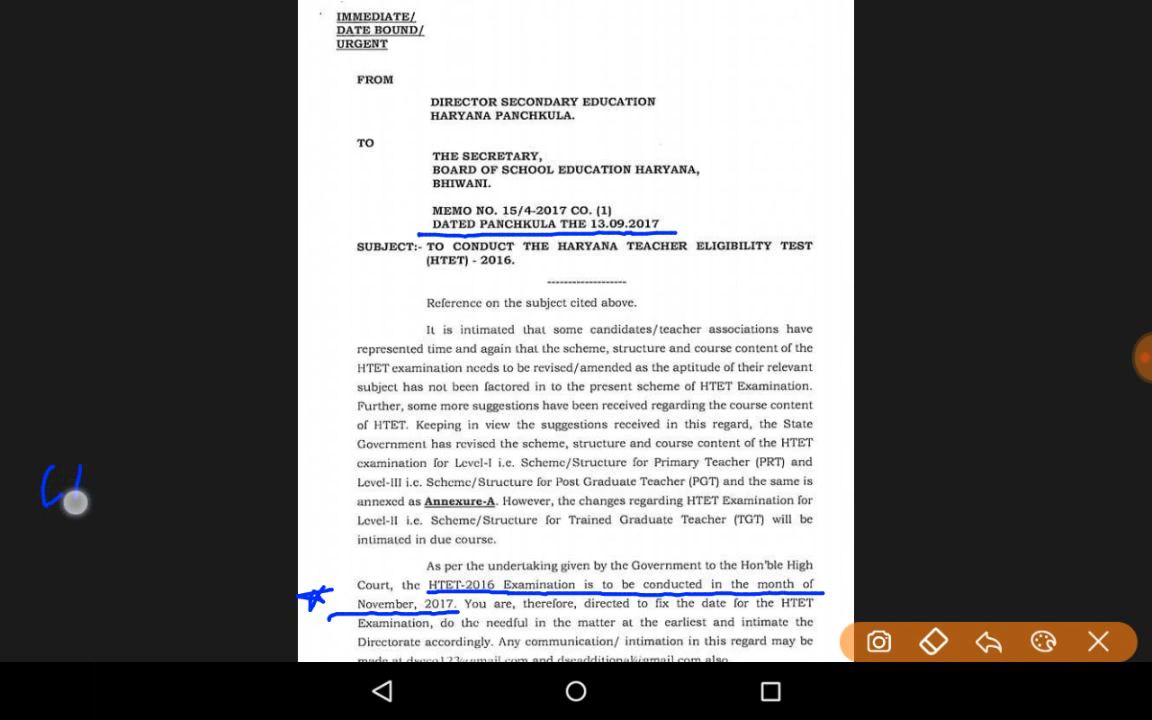 IMMEDIATE/
DATE BOUND/
URGENT
FROM
DIRECTOR SECONDARY EDUCATION
HARYANA PANCHKULA.
TO
THE SECRETARY,
BOARD OF SCHOOL EDUCATION HARYANA,
BHIWANI.
MEMO NO. 15/4-2017 CO. (1)
DATED PANCHKULA THE 13.09.2017
SUBJECT:- TO CONDUCT THE HARYANA TEACHER ELIGIBILITY TEST
(HTET) - 2016.
Reference on the subject cited above.
It is intimated that some candidates/teacher associations have
represented time and again that the scheme, structure and course content of the
HTET examination needs to be revised/amended as the aptitude of their relevant
subject has not been factored in to the present scheme of HTET Examination.
Further, some more suggestions have been received regarding the course content
of HTET. Keeping in view the suggestions received in this regard, the State
Government has revised the scheme, structure and course content of the HTET
examination for Level-I i.e. Scheme/Structure for Primary Teacher (PRT) and
Level-III i.e. Scheme/Structure for Post Graduate Teacher (PGT) and the same is
annexed as Annexure-A. However, the changes regarding HTET Examination for
Level-II i.e. Scheme/Structure for Trained Graduate Teacher (TGT) will be
intimated in due course.
As per the undertaking given by the Government to the Hon'ble High
Court, the HTET-2016 Examination is to be conducted in the month of
November, 2017. You are, therefore, directed to fix the date for the HTET
Examination, do the needful in the matter at the earliest and intimate the
Directorate accordingly. Any communication/ intimation in this regard may be
made at and dseadditional@gmail.com also